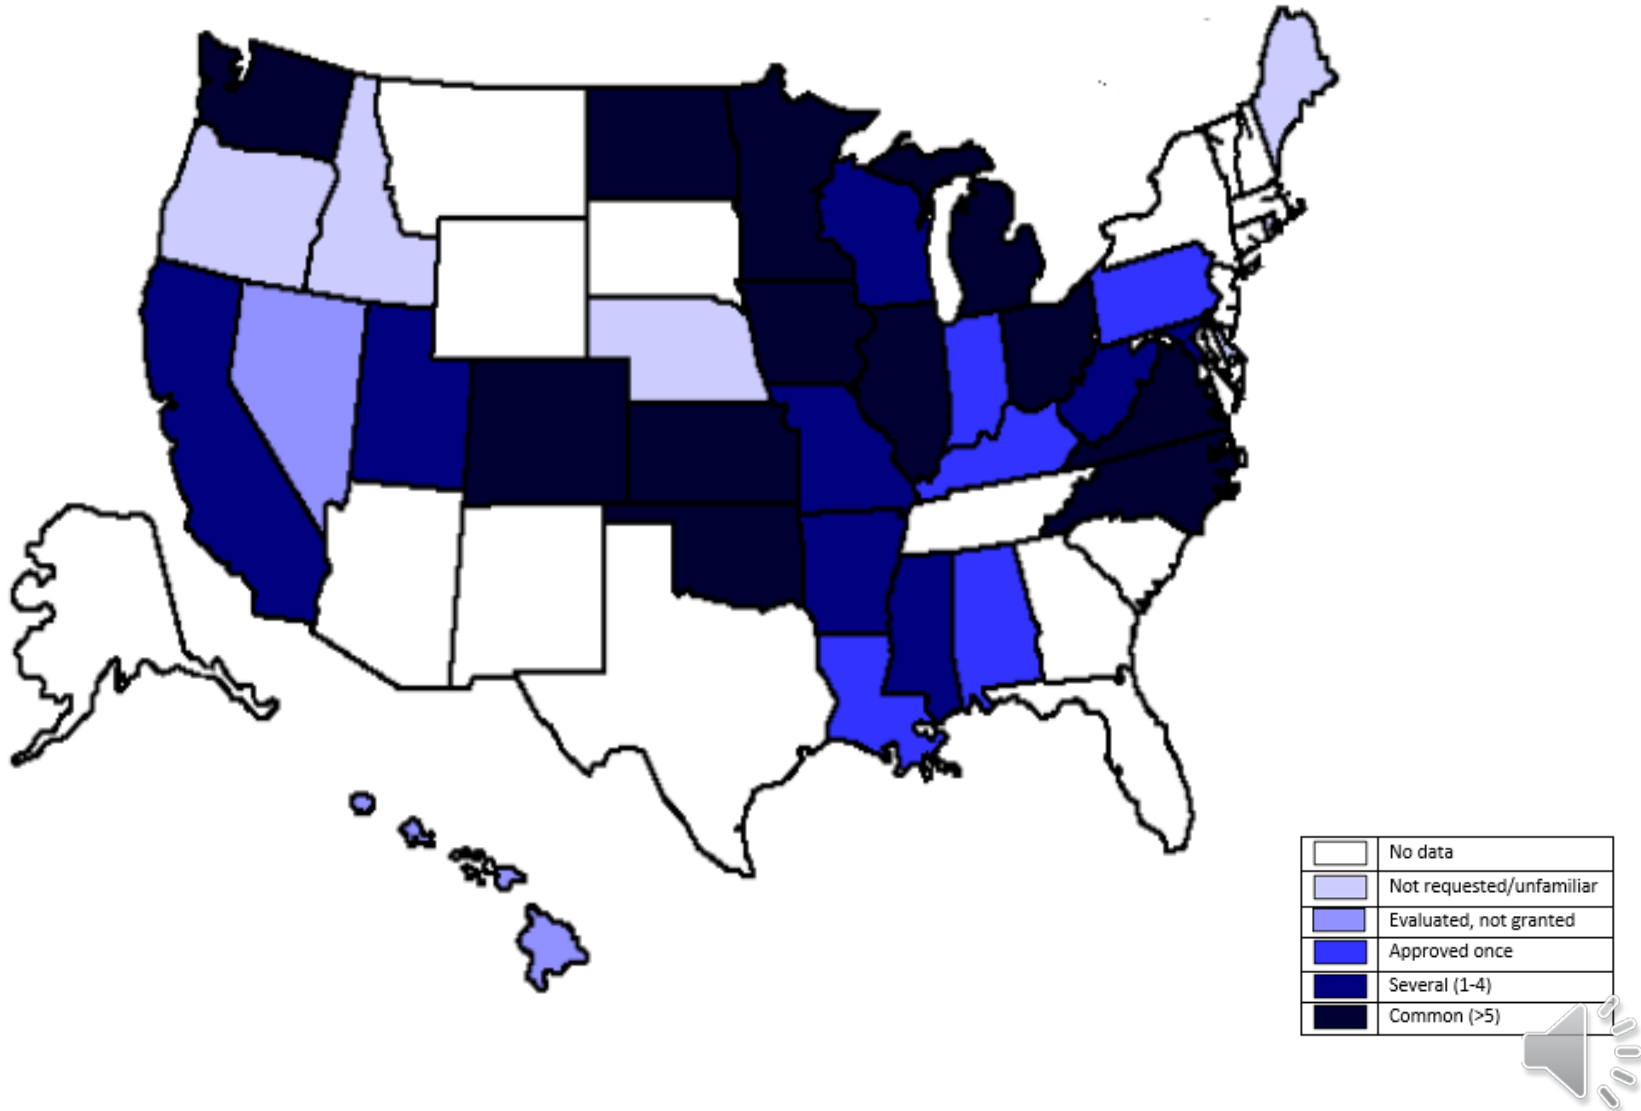 No data
Not requested/unfamiliar
Evaluated, not granted
Approved once
Several (1-4)
Common (>5)